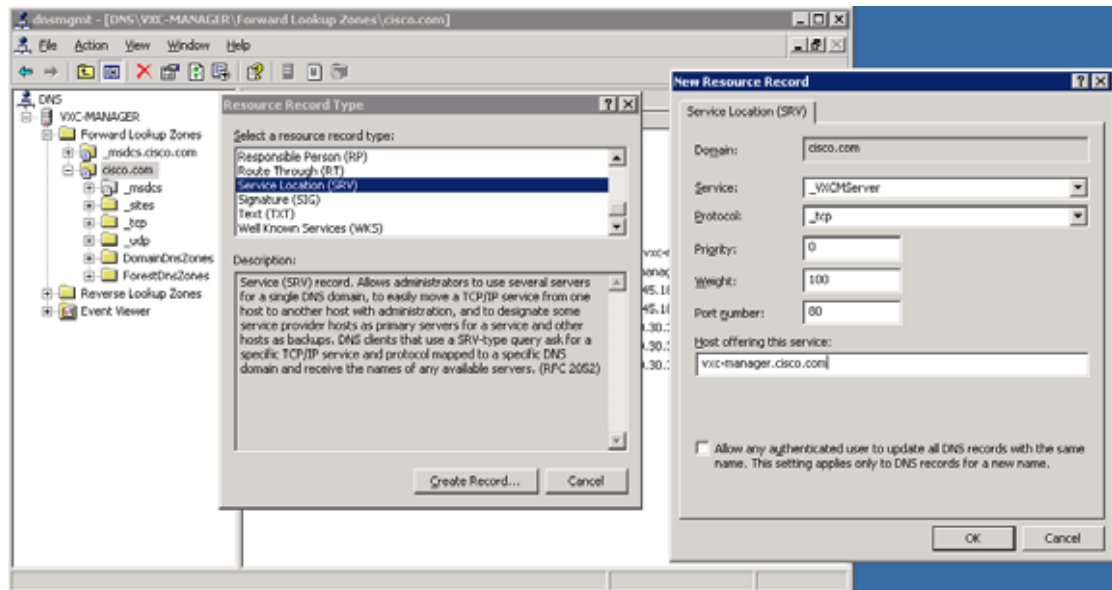 dnsmgmt - [DNS\VXC-MANAGER\Forward Lookup Zones\cisco.com]
File Action View Window Help
DNS
VXC-MANAGER
Forward Lookup Zones
_msdcs.cisco.com
cisco.com
_msdcs
_sites
_tcp
_udp
DomainDnsZones
ForestDnsZones
Reverse Lookup Zones
Event Viewer
Resource Record Type
Select a resource record type:
Responsible Person (RP)
Route Through (RT)
Service Location (SRV)
Signature (SIG)
Text (TXT)
Well Known Services (WKS)
Description:
Service (SRV) record. Allows administrators to use several servers
for a single DNS domain, to easily move a TCP/IP service from one
host to another host with administration, and to designate some
service provider hosts as primary servers for a service and other
hosts as backups. DNS clients that use a SRV-type query ask for a
specific TCP/IP service and protocol mapped to a specific DNS
domain and receive the names of any available servers. (RFC 2052)
Create Record...
Cancel
New Resource Record
Service Location (SRV)
Domain: cisco.com
Service: _VXCMServer
Protocol: _tcp
Priority: 0
Weight: 100
Port number: 80
Host offering this service:
vxc-manager.cisco.com
Allow any authenticated user to update all DNS records with the same
name. This setting applies only to DNS records for a new name.
OK
Cancel